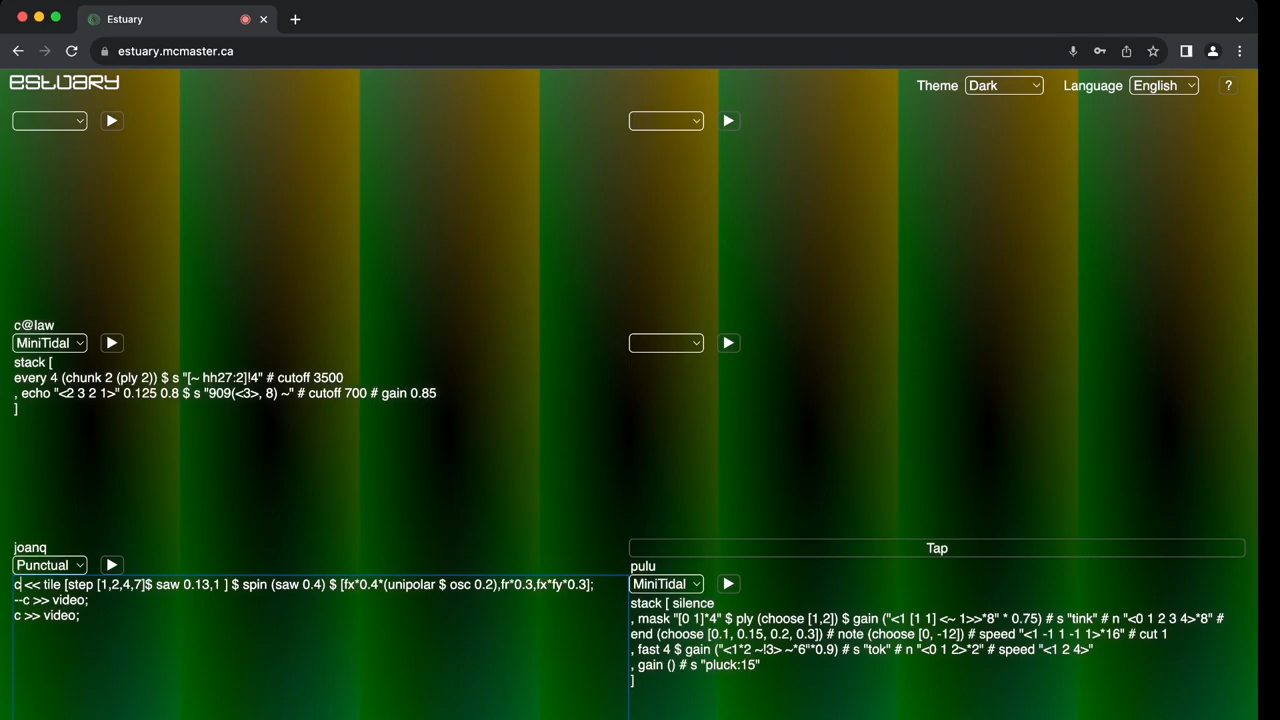 Estuary
estuary.mcmaster.ca
ESTUARY
Theme Dark Language English ?
c@law
MiniTidal
stack [
every 4 (chunk 2 (ply 2)) $ s "[~ hh27:2]!4" # cutoff 3500
, echo "<2 3 2 1>" 0.125 0.8 $ s "909(<3>, 8) ~" # cutoff 700 # gain 0.85
]
joanq
Punctual
c << tile [step [1,2,4,7]$ saw 0.13,1 ] $ spin (saw 0.4) $ [fx*0.4*(unipolar $ osc 0.2),fr*0.3,fx*fy*0.3];
--c >> video;
c >> video;
Tap
pulu
MiniTidal
stack [ silence
, mask "[0 1]*4" $ ply (choose [1,2]) $ gain ("<1 [1 1] <~ 1>>*8" * 0.75) # s "tink" # n "<0 1 2 3 4>*8" #
end (choose [0.1, 0.15, 0.2, 0.3]) # note (choose [0, -12]) # speed "<1 -1 1 -1 1>*16" # cut 1
, fast 4 $ gain ("<1*2 ~!3> ~*6"*0.9) # s "tok" # n "<0 1 2>*2" # speed "<1 2 4>"
, gain () # s "pluck:15"
]